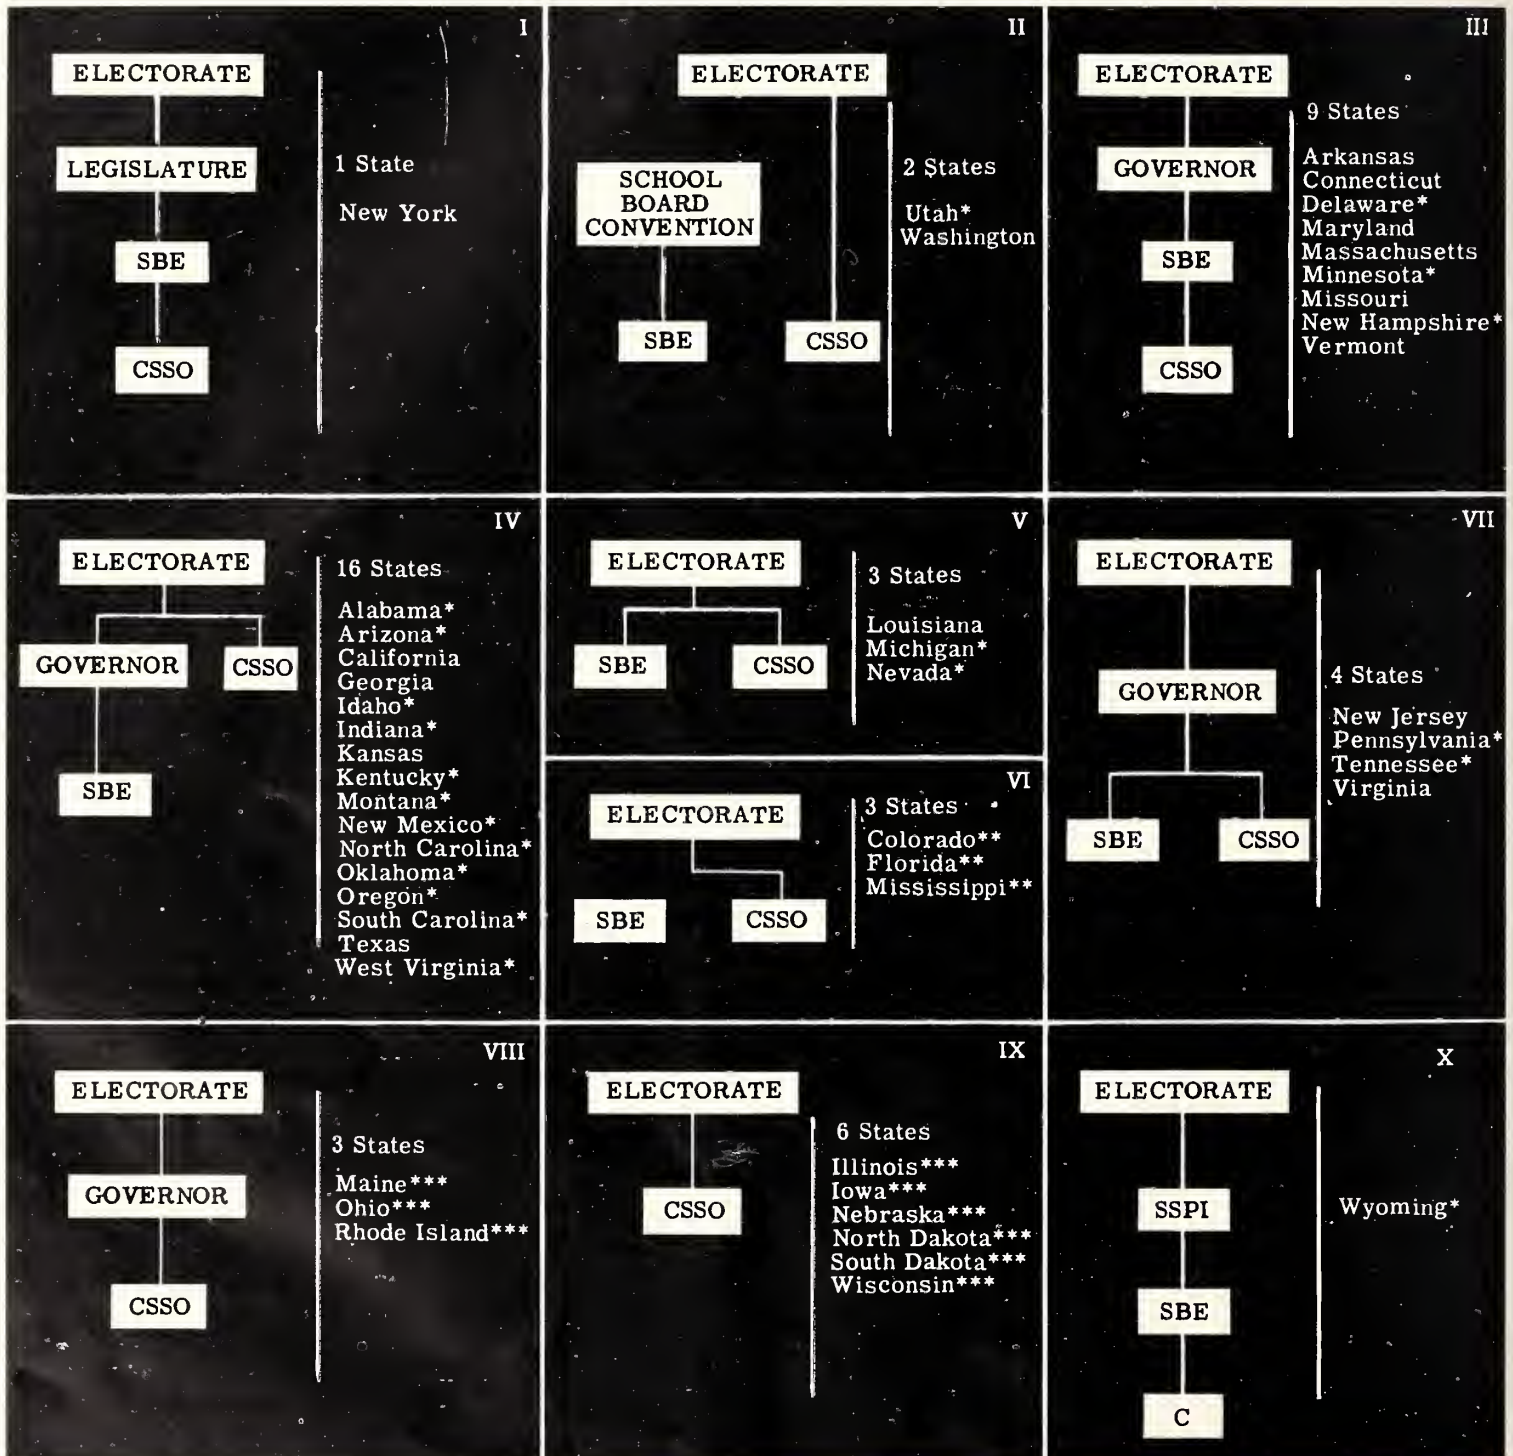 I
ELECTORATE
LEGISLATURE
SBE
CSSO
1 State
New York
II
ELECTORATE
SCHOOL
BOARD
CONVENTION
SBE
CSSO
2 States
Utah*
Washington
III
ELECTORATE
GOVERNOR
SBE
CSSO
9 States
Arkansas
Connecticut
Delaware*
Maryland
Massachusetts
Minnesota*
Missouri
New Hampshire*
Vermont
IV
ELECTORATE
GOVERNOR
CSSO
SBE
16 States
Alabama*
Arizona*
California
Georgia
Idaho*
Indiana*
Kansas
Kentucky*
Montana*
New Mexico*
North Carolina*
Oklahoma*
Oregon*
South Carolina*
Texas
West Virginia*
V
ELECTORATE
SBE
CSSO
3 States
Louisiana
Michigan*
Nevada*
VI
ELECTORATE
SBE
CSSO
3 States
Colorado**
Florida**
Mississippi**
VII
ELECTORATE
GOVERNOR
SBE
CSSO
4 States
New Jersey
Pennsylvania*
Tennessee*
Virginia
VIII
ELECTORATE
GOVERNOR
CSSO
3 States
Maine***
Ohio***
Rhode Island***
IX
ELECTORATE
CSSO
6 States
Illinois***
Iowa***
Nebraska***
North Dakota***
South Dakota***
Wisconsin***
X
ELECTORATE
SSPI
SBE
C
Wyoming*